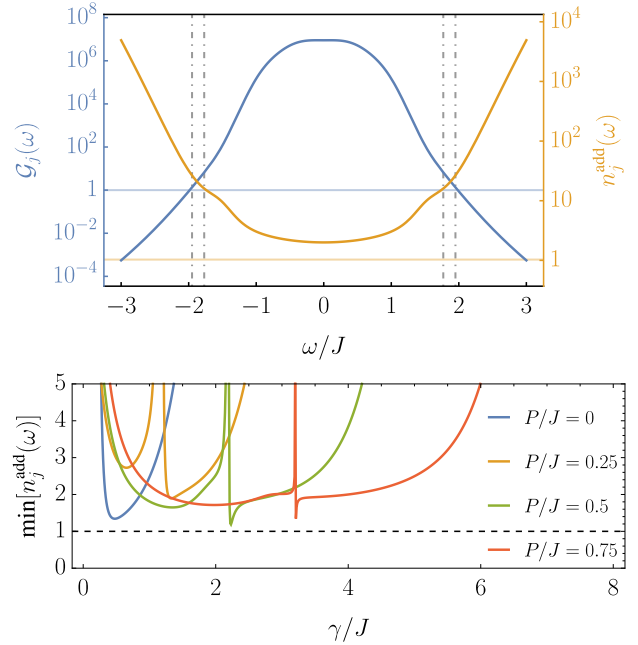 10^8
10^6
10^4
10^2
1
10^{-2}
10^{-4}
𝒢_j(ω)
10^4
10^3
10^2
10
1
n_j^{add}(ω)
−3 −2 −1 0 1 2 3
ω/J
5
4
3
2
1
0
min[n_j^{add}(ω)]
P/J = 0
P/J = 0.25
P/J = 0.5
P/J = 0.75
0 2 4 6 8
γ/J